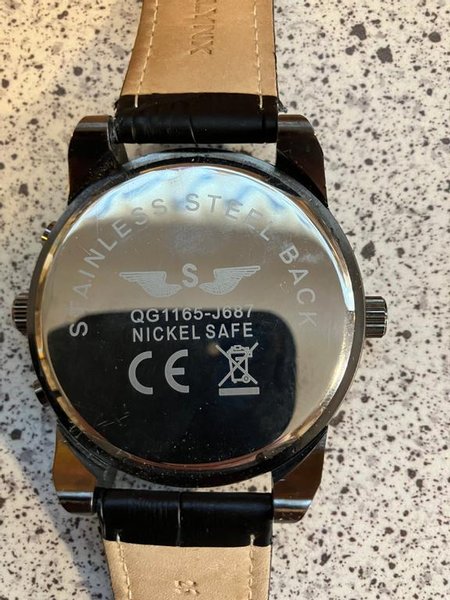 STAINLESS STEEL BACK
S
QG1165-J687
NICKEL SAFE
CE